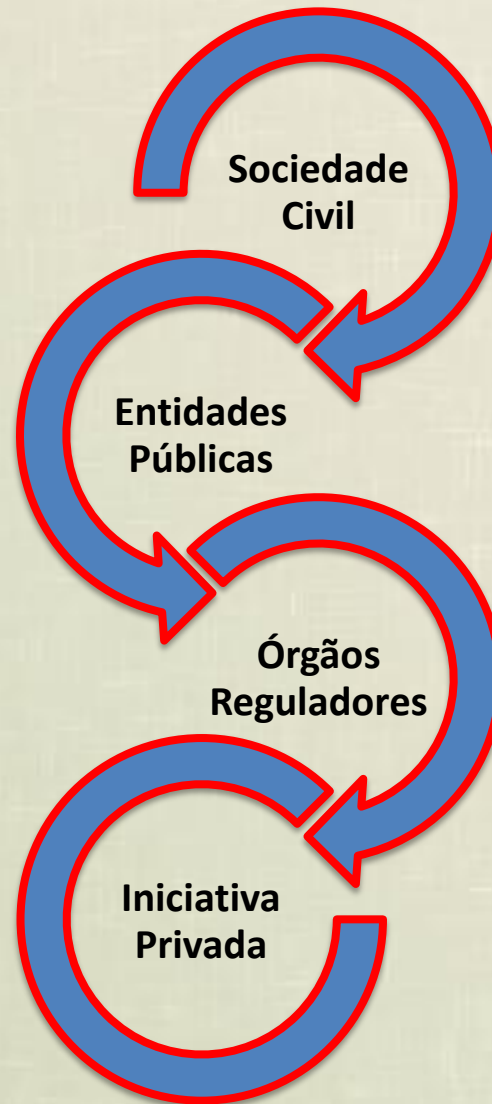 Sociedade
Civil
Entidades
Públicas
Órgãos
Reguladores
Iniciativa
Privada